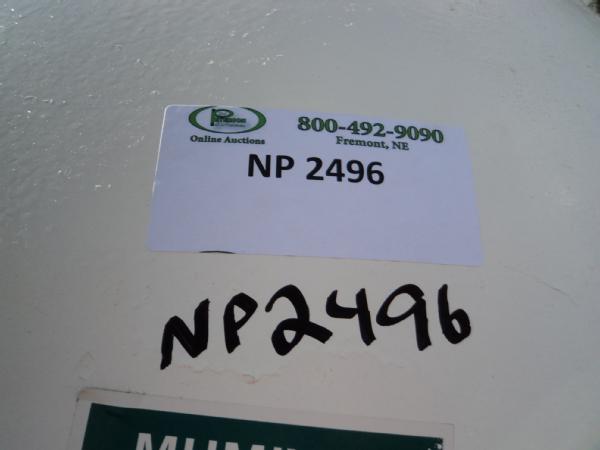 800-492-9090
Online Auctions
Fremont, NE
NP 2496
NP2496